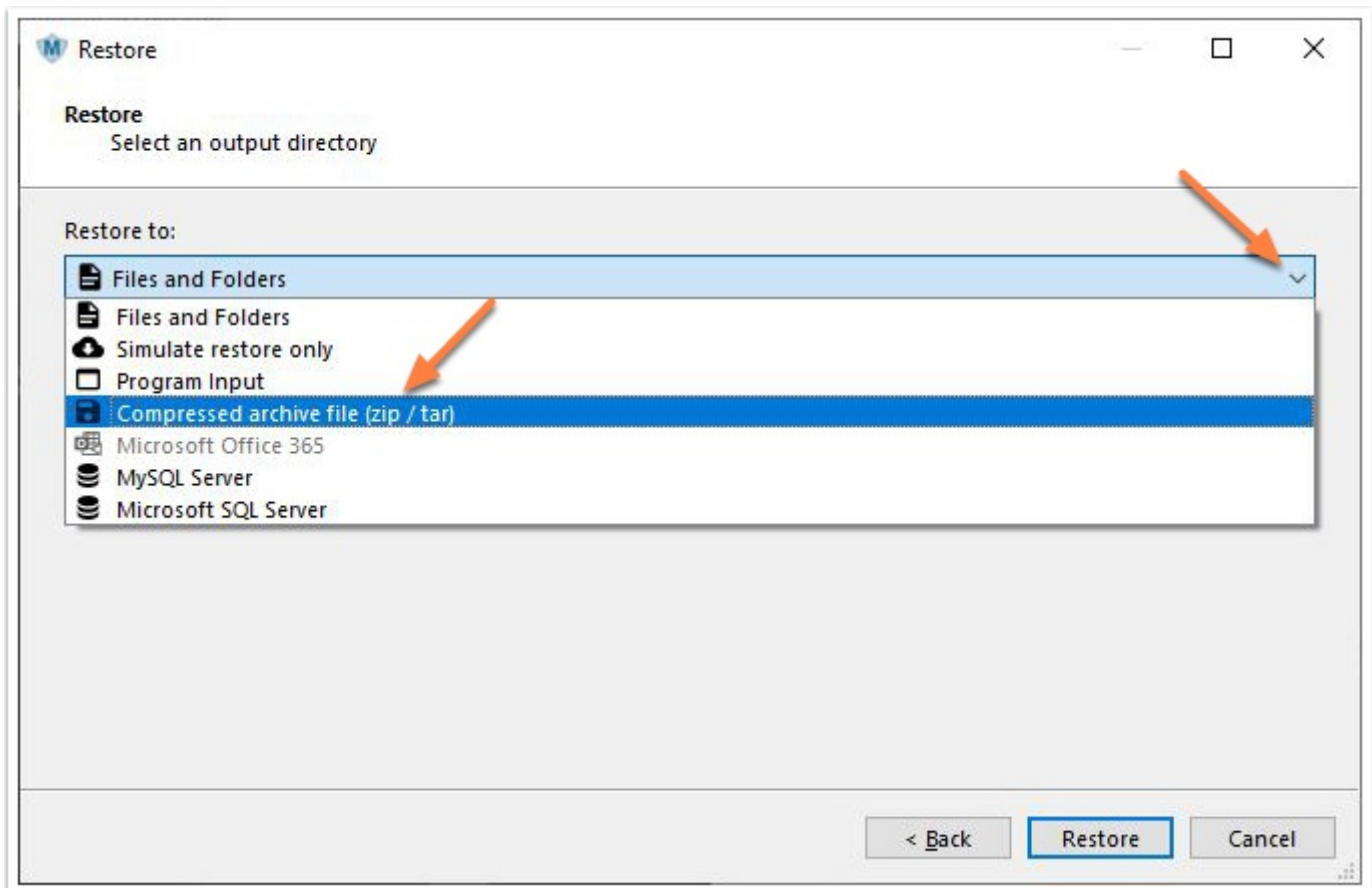 Restore
Restore
Select an output directory
Restore to:
Files and Folders
Files and Folders
Simulate restore only
Program Input
Compressed archive file (zip / tar)
Microsoft Office 365
MySQL Server
Microsoft SQL Server
< Back Restore Cancel